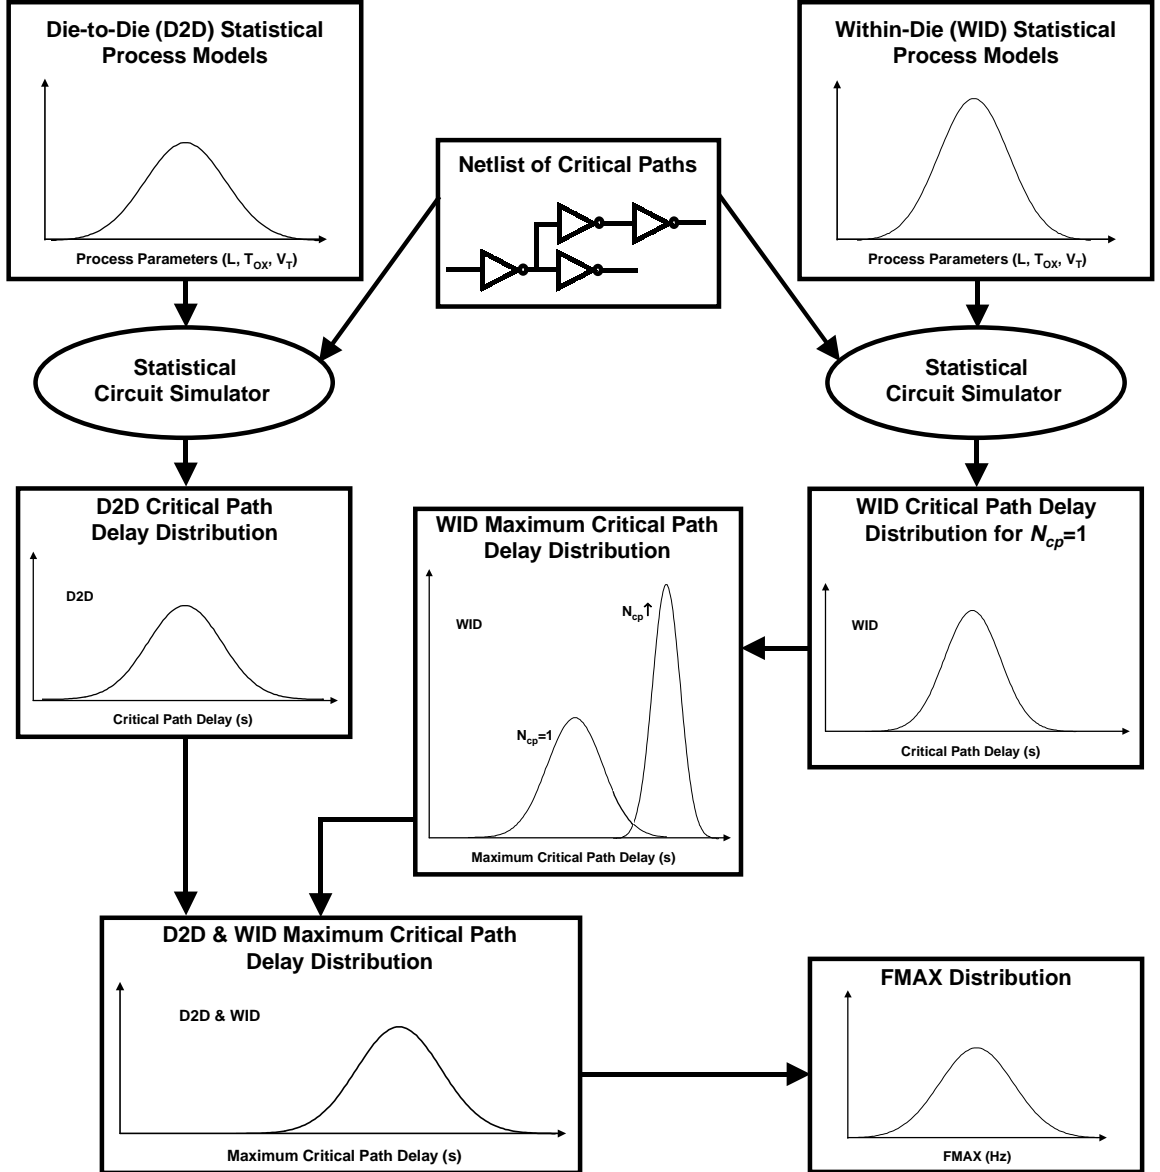 Die-to-Die (D2D) Statistical
Process Models
Process Parameters (L, TOX, VT)
Within-Die (WID) Statistical
Process Models
Process Parameters (L, TOX, VT)
Netlist of Critical Paths
Statistical
Circuit Simulator
Statistical
Circuit Simulator
D2D Critical Path
Delay Distribution
D2D
Critical Path Delay (s)
WID Maximum Critical Path
Delay Distribution
WID
Ncp↑
Ncp=1
Maximum Critical Path Delay (s)
WID Critical Path Delay
Distribution for Ncp=1
WID
Critical Path Delay (s)
D2D & WID Maximum Critical Path
Delay Distribution
D2D & WID
Maximum Critical Path Delay (s)
FMAX Distribution
FMAX (Hz)